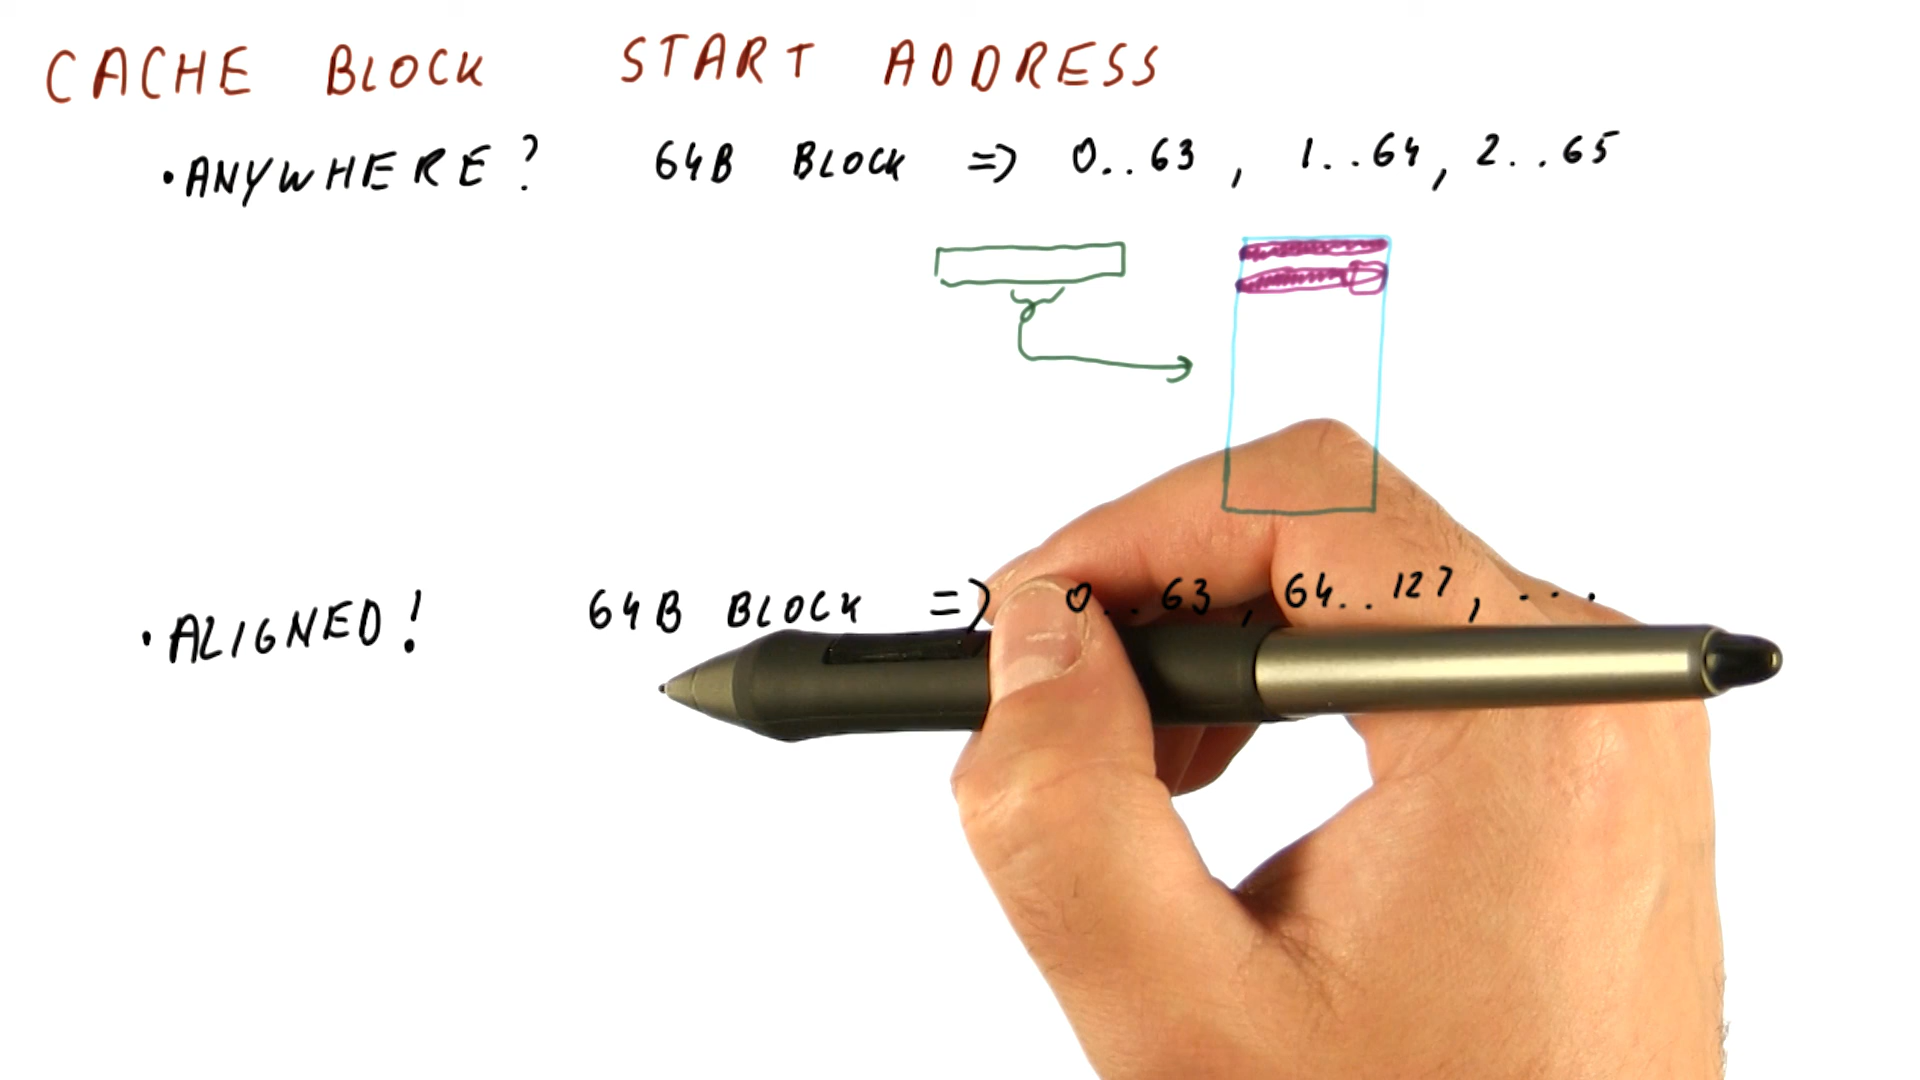 CACHE BLOCK START ADDRESS
• ANYWHERE? 64B BLOCK => 0..63, 1..64, 2..65
• ALIGNED! 64B BLOCK => 0..63, 64..127, ...